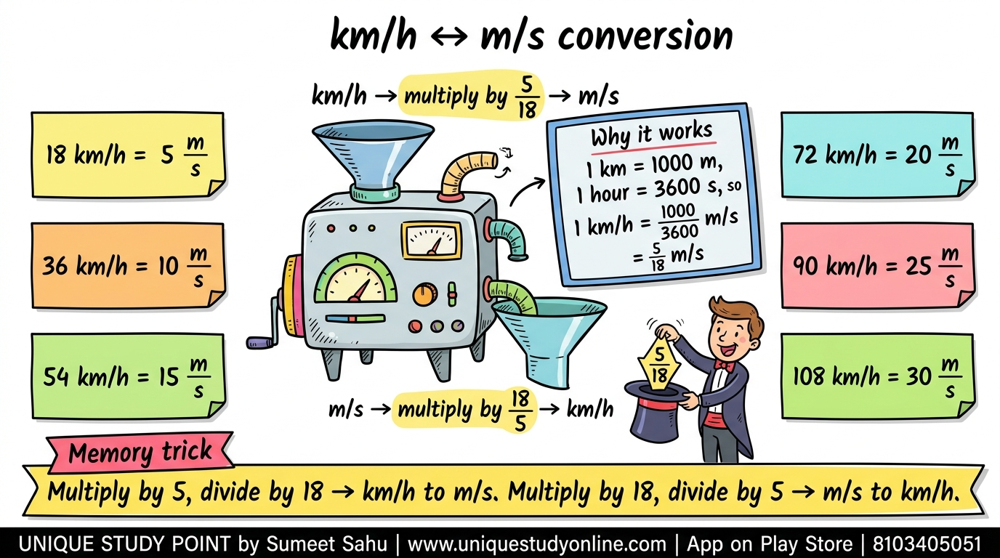 km/h ↔ m/s conversion
km/h → multiply by 5/18 → m/s
18 km/h = 5 m/s
36 km/h = 10 m/s
54 km/h = 15 m/s
Why it works
1 km = 1000 m,
1 hour = 3600 s, so
1 km/h = 1000/3600 m/s
= 5/18 m/s
72 km/h = 20 m/s
90 km/h = 25 m/s
108 km/h = 30 m/s
5/18
m/s → multiply by 18/5 → km/h
Memory trick
Multiply by 5, divide by 18 → km/h to m/s. Multiply by 18, divide by 5 → m/s to km/h.
UNIQUE STUDY POINT by Sumeet Sahu | www.uniquestudyonline.com | App on Play Store | 8103405051